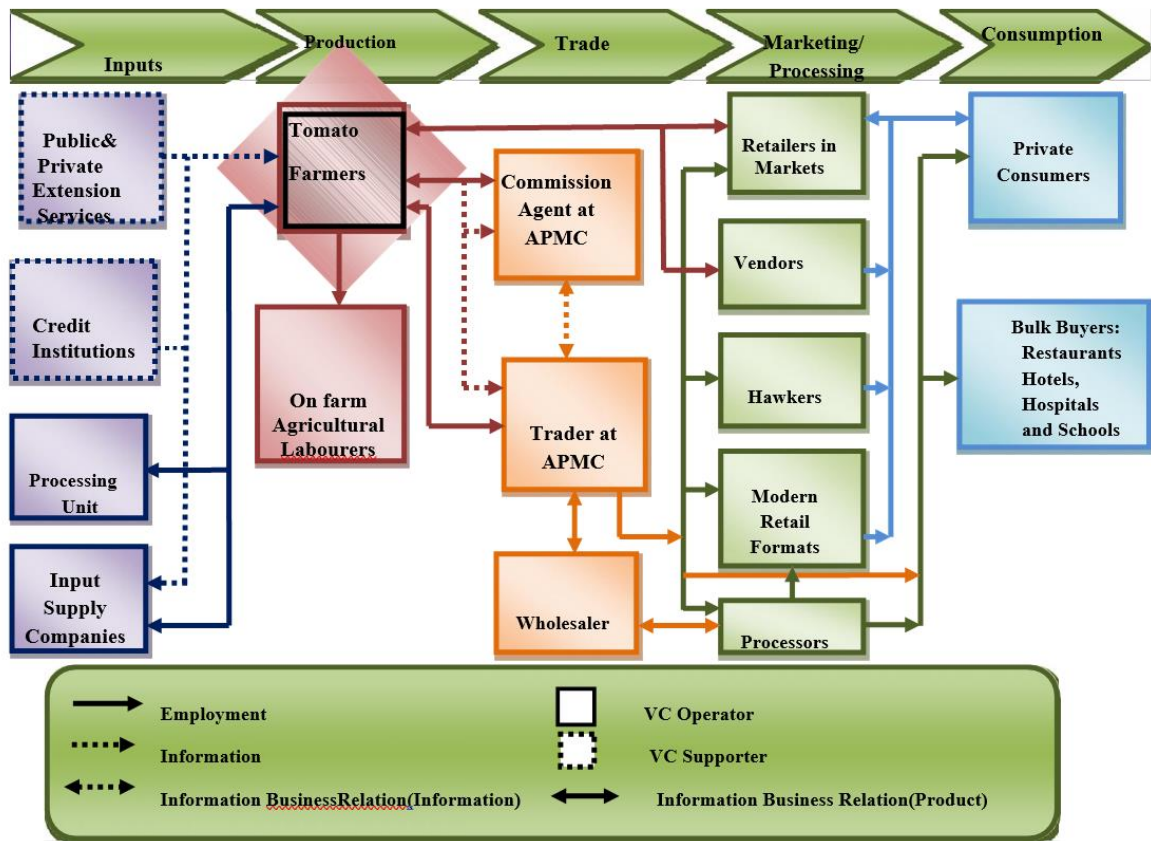 Inputs
Production
Trade
Marketing/
Processing
Consumption
Public&
Private
Extension
Services
Credit
Institutions
Processing
Unit
Input
Supply
Companies
Tomato
Farmers
On farm
Agricultural
Labourers
Commission
Agent at
APMC
Trader at
APMC
Wholesaler
Retailers in
Markets
Vendors
Hawkers
Modern
Retail
Formats
Processors
Private
Consumers
Bulk Buyers:
Restaurants
Hotels,
Hospitals
and Schools
Employment
Information
Information BusinessRelation(Information)
VC Operator
VC Supporter
Information Business Relation(Product)